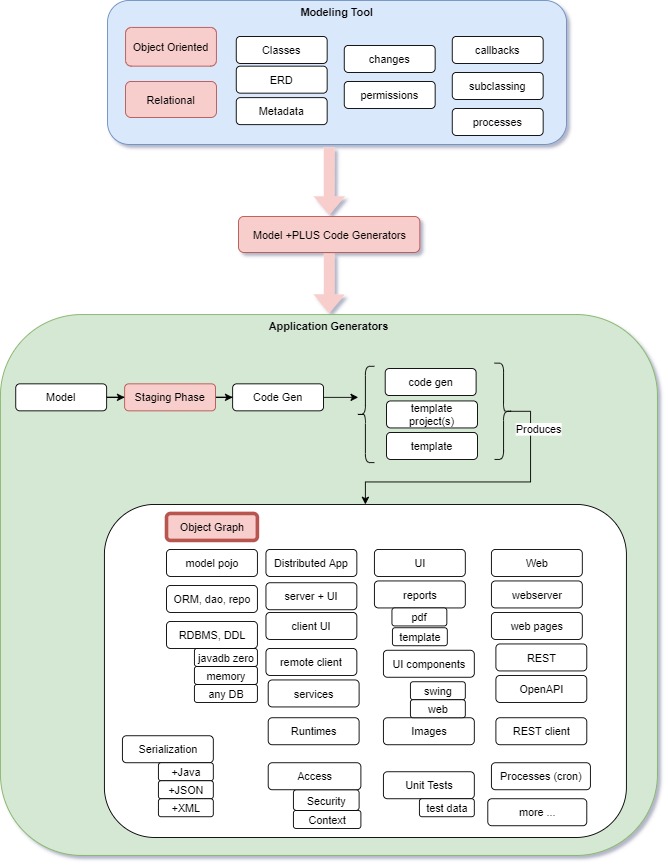 Modeling Tool
Object Oriented
Relational
Classes
ERD
Metadata
changes
permissions
callbacks
subclassing
processes
Model +PLUS Code Generators
Application Generators
Model
Staging Phase
Code Gen
code gen
template
project(s)
template
Produces
Object Graph
model pojo
ORM, dao, repo
RDBMS, DDL
javadb zero
memory
any DB
Serialization
+Java
+JSON
+XML
Distributed App
server + UI
client UI
remote client
services
Runtimes
Access
Security
Context
UI
reports
pdf
template
UI components
swing
web
Images
Unit Tests
test data
Web
webserver
web pages
REST
OpenAPI
REST client
Processes (cron)
more ...